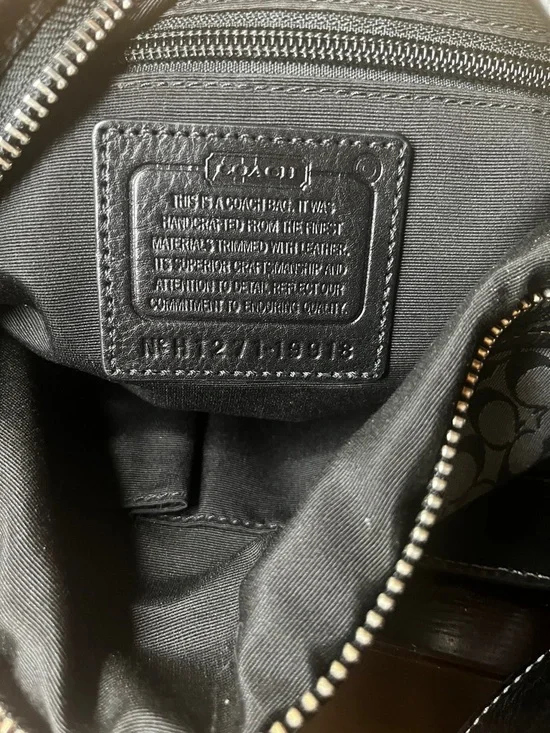 COACH
THIS IS A COACH BAG. IT WAS
HANDCRAFTED FROM THE FINEST
MATERIALS TRIMMED WITH LEATHER.
ITS SUPERIOR CRAFTSMANSHIP AND
ATTENTION TO DETAIL REFLECT OUR
COMMITMENT TO ENDURING QUALITY.
Nº H1271-19918